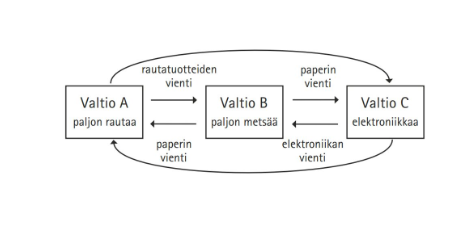 rautatuotteiden
vienti
paperin
vienti
Valtio A
paljon rautaa
Valtio B
paljon metsää
Valtio C
elektroniikkaa
paperin
vienti
elektroniikan
vienti